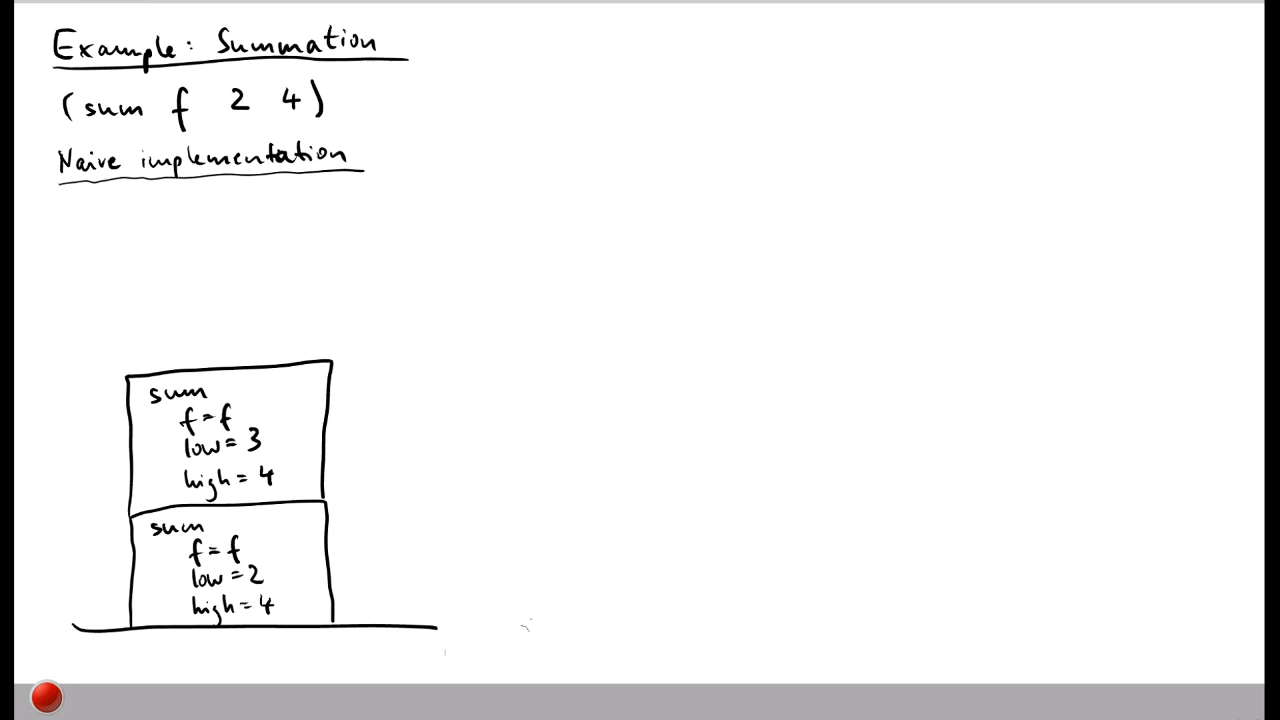 Example: Summation
(sum f 2 4)
Naive implementation
sum
f=f
low=3
high=4
sum
f=f
low=2
high=4